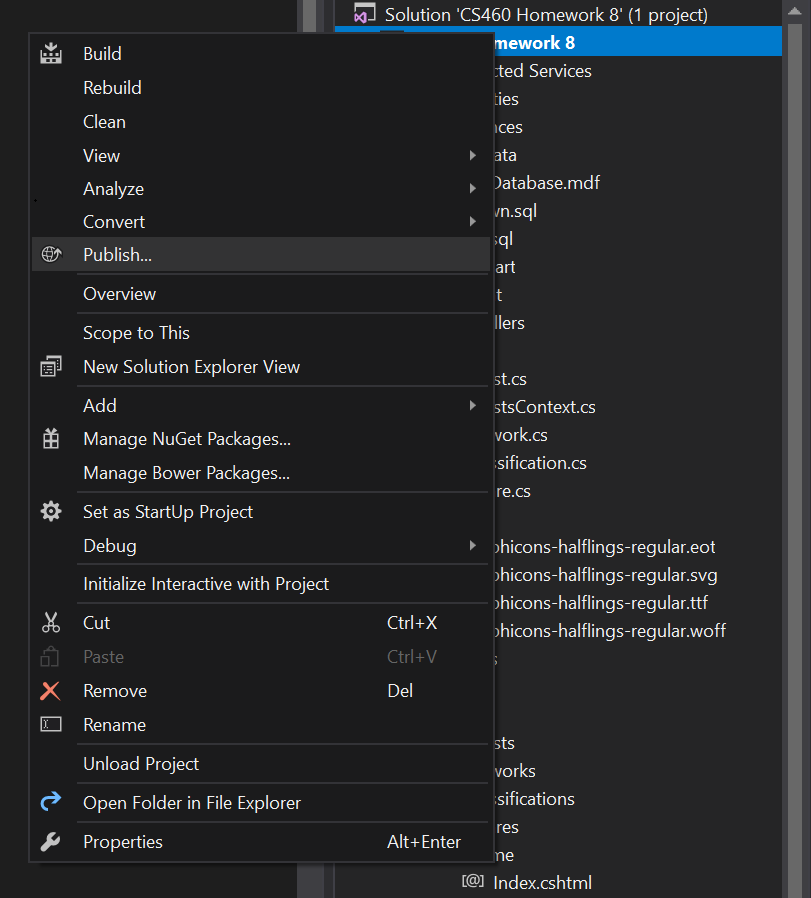 Solution 'CS460 Homework 8' (1 project)
Build
Rebuild
Clean
View
Analyze
Convert
Publish...
Overview
Scope to This
New Solution Explorer View
Add
Manage NuGet Packages...
Manage Bower Packages...
Set as StartUp Project
Debug
Initialize Interactive with Project
Cut Ctrl+X
Paste Ctrl+V
Remove Del
Rename
Unload Project
Open Folder in File Explorer
Properties Alt+Enter
mework 8
cted Services
ties
nces
ata
Database.mdf
wn.sql
sql
art
t
llers
st.cs
stsContext.cs
work.cs
sification.cs
re.cs
phicons-halflings-regular.eot
phicons-halflings-regular.svg
phicons-halflings-regular.ttf
phicons-halflings-regular.woff
s
sts
works
sifications
res
me
[@] Index.cshtml